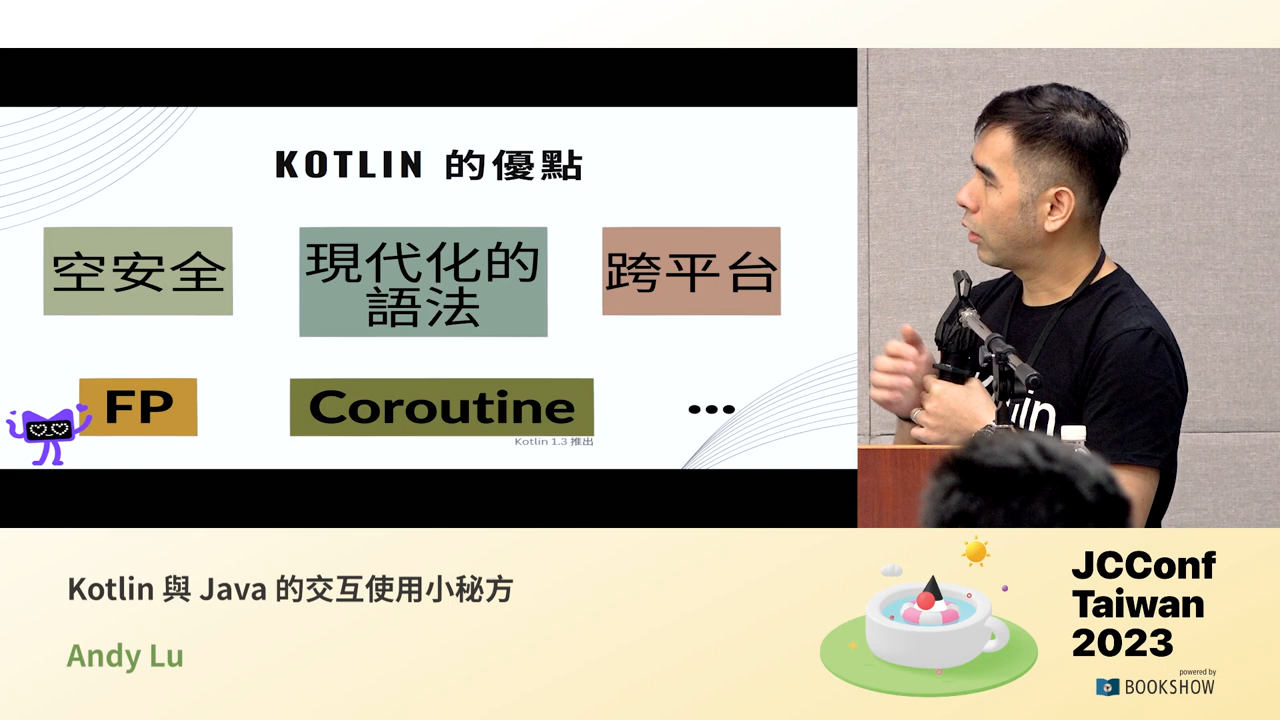 KOTLIN 的優點
空安全
現代化的
語法
跨平台
FP
Coroutine
...
Kotlin 1.3 推出
Kotlin 與 Java 的交互使用小秘方
Andy Lu
JCConf
Taiwan
2023
powered by
BOOKSHOW